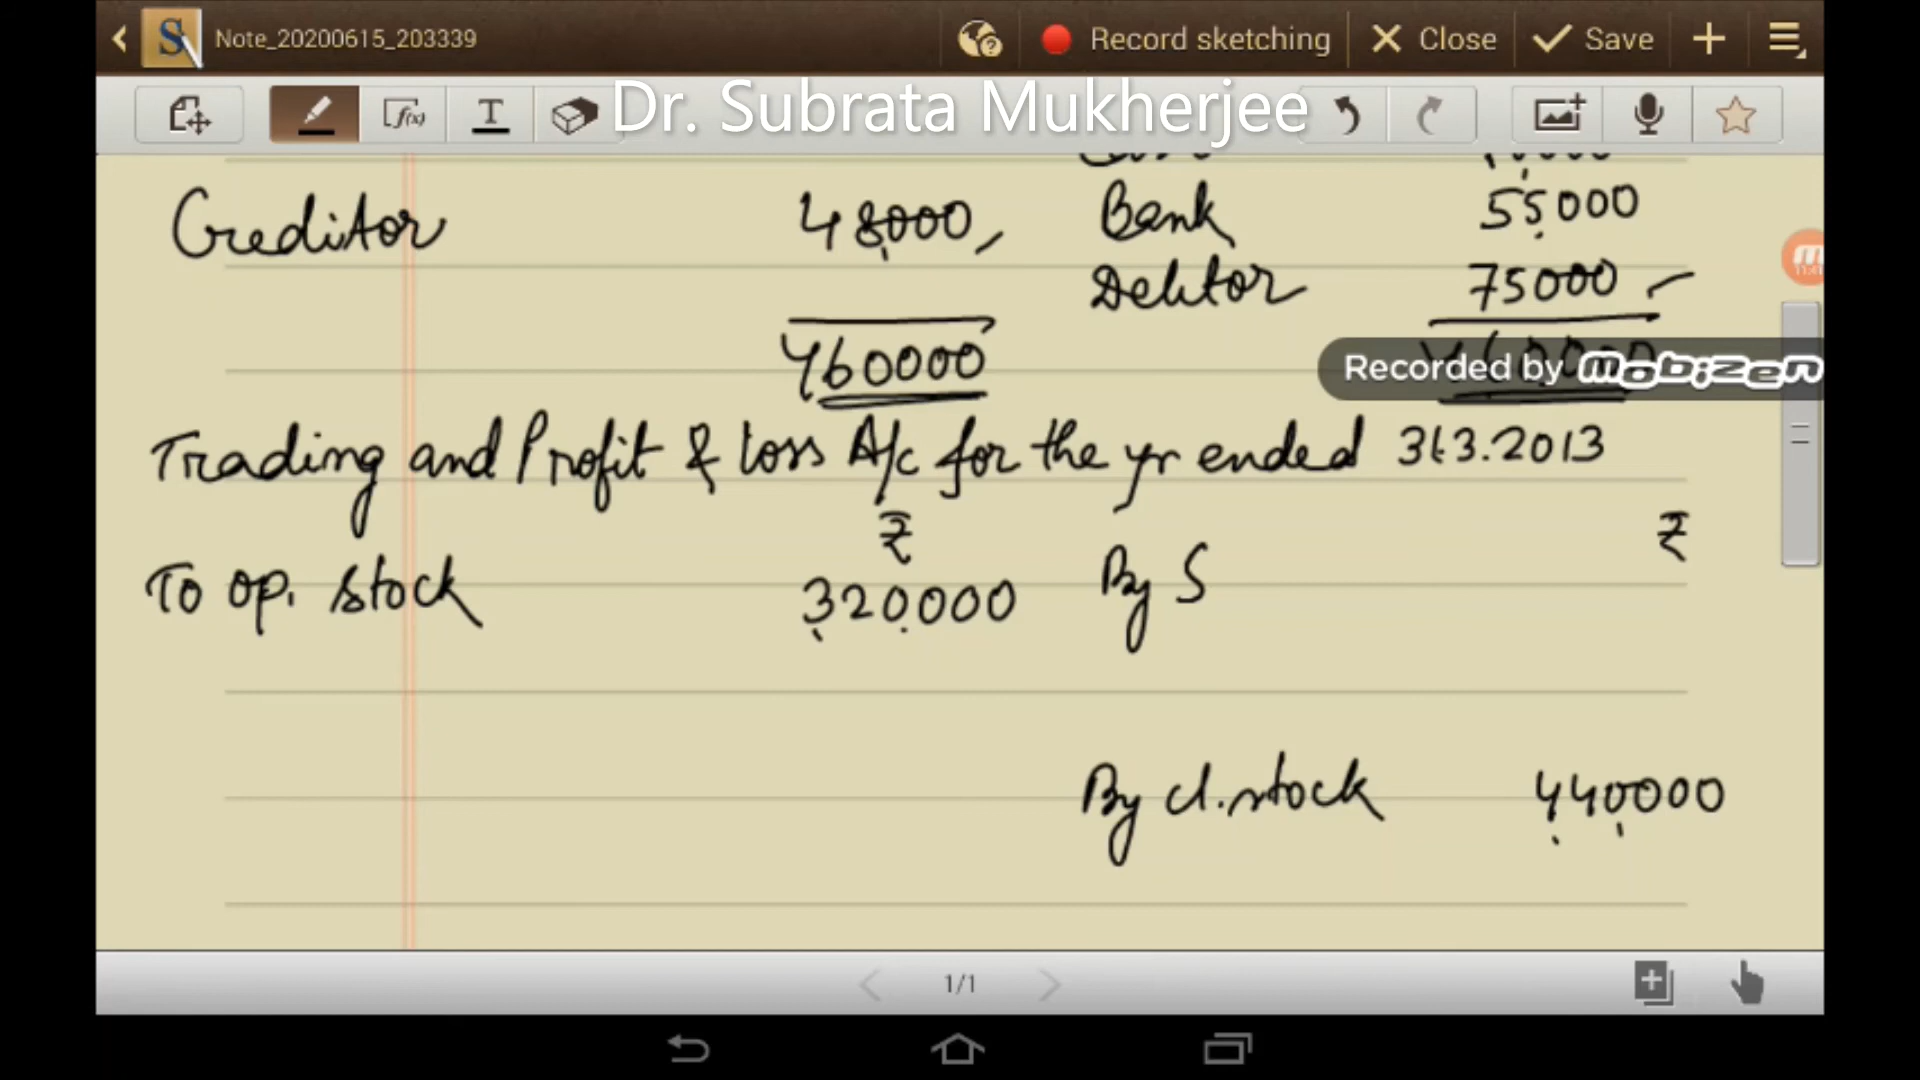 Note_20200615_203339 Record sketching Close Save
Dr. Subrata Mukherjee
Creditor 48000 Bank 55000
Debtor 75000
460000
Recorded by mobizen
Trading and Profit & Loss A/c for the yr ended 31.3.2013
₹ ₹
To op. stock 320000 By S
By cl. stock 440000
1/1